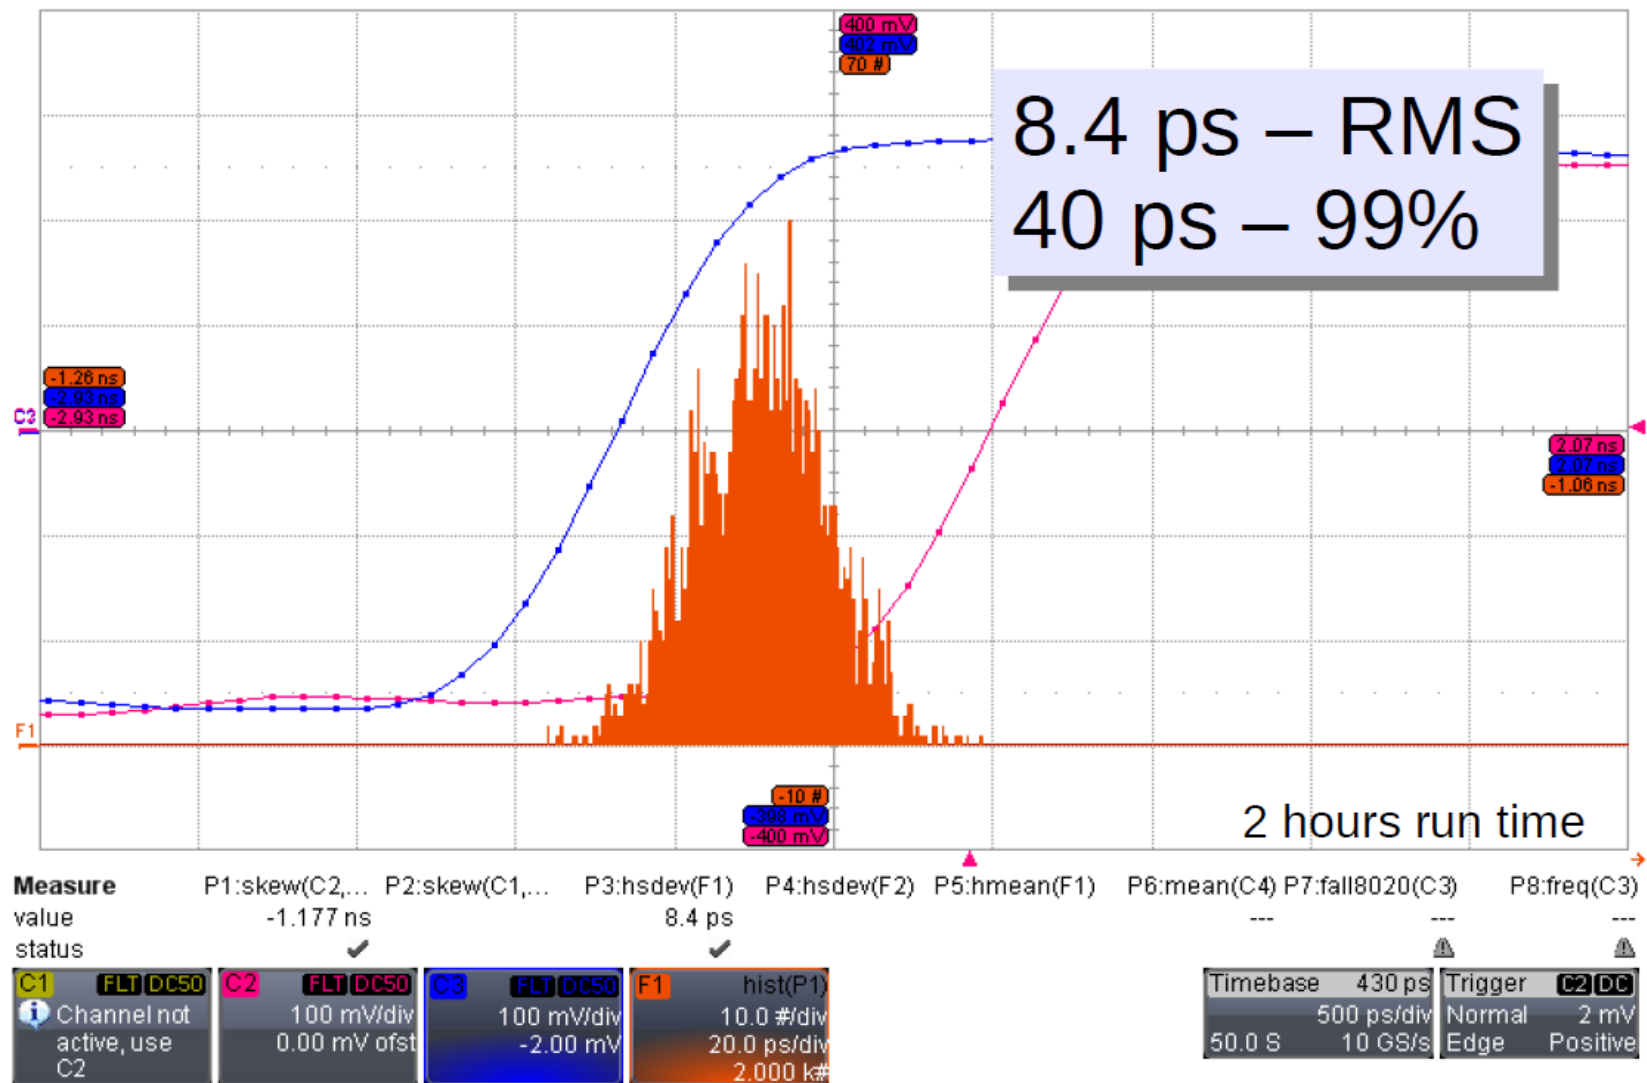 400 mV
402 mV
70 #
8.4 ps – RMS
40 ps – 99%
-1.26 ns
-2.93 ns
-2.93 ns
C3
2.07 ns
2.07 ns
-1.06 ns
F1
-10 #
-398 mV
-400 mV
2 hours run time
Measure P1:skew(C2,... P2:skew(C1,... P3:hsdev(F1) P4:hsdev(F2) P5:hmean(F1) P6:mean(C4) P7:fall8020(C3) P8:freq(C3)
value -1.177 ns 8.4 ps --- --- ---
status
C1 FLT DC50
Channel not
active, use
C2
C2 FLT DC50
100 mV/div
0.00 mV ofst
C3 FLT DC50
100 mV/div
-2.00 mV
F1 hist(P1)
10.0 #/div
20.0 ps/div
2.000 k#
Timebase 430 ps
500 ps/div
50.0 S 10 GS/s
Trigger C2 DC
Normal 2 mV
Edge Positive